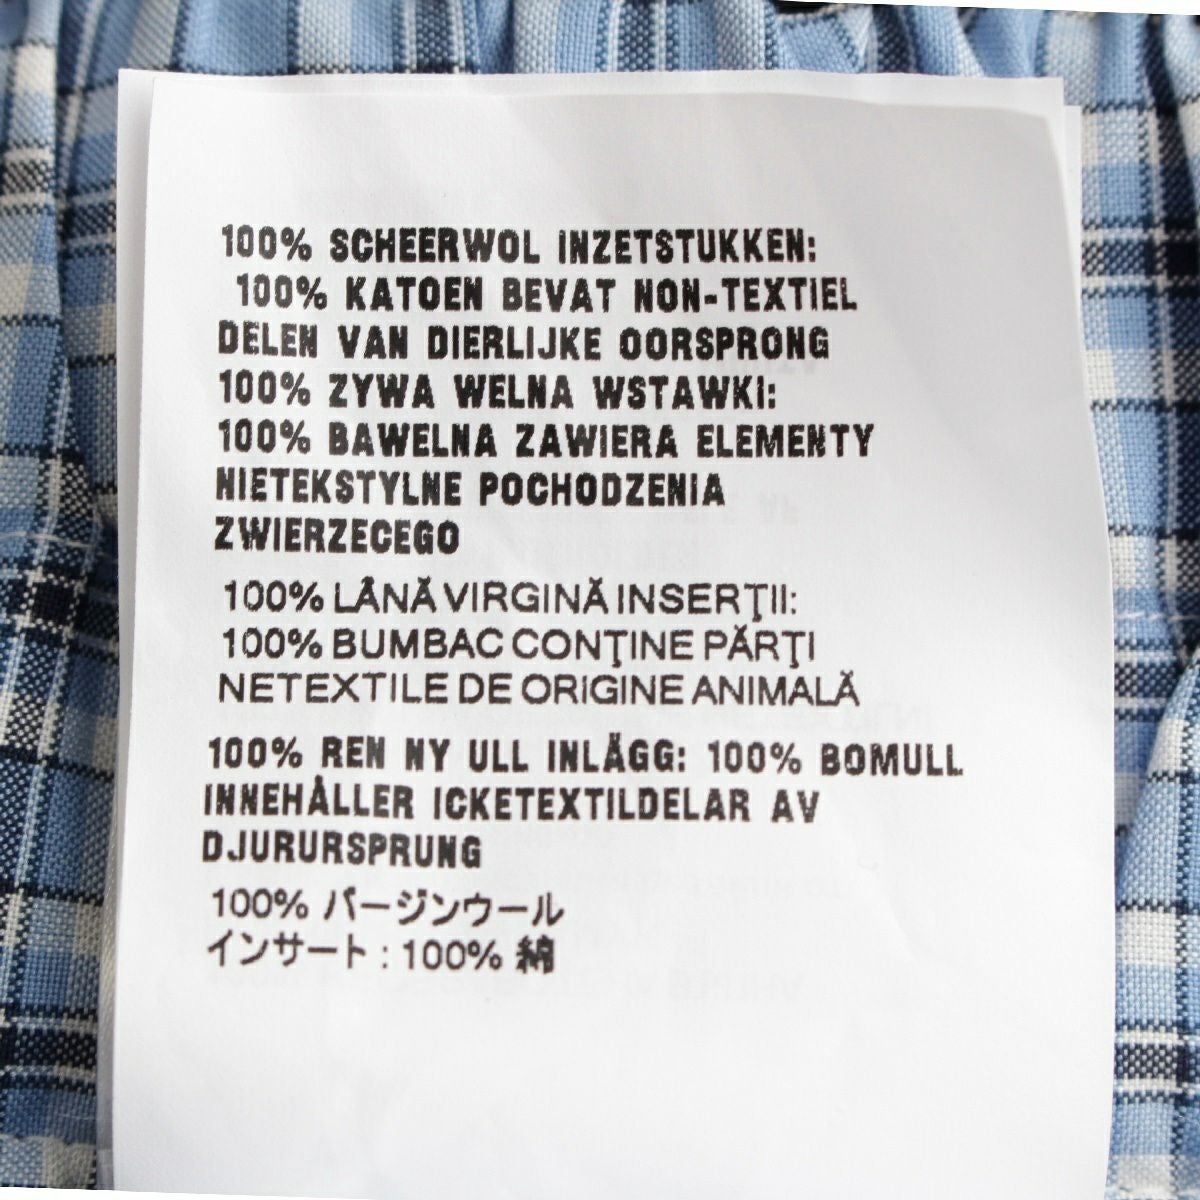 100% SCHEERWOL INZETSTUKKEN:
100% KATOEN BEVAT NON-TEXTIEL
DELEN VAN DIERLIJKE OORSPRONG
100% ZYWA WELNA WSTAWKI:
100% BAWELNA ZAWIERA ELEMENTY
NIETEKSTYLNE POCHODZENIA
ZWIERZECEGO
100% LÂNĂ VIRGINĂ INSERŢII:
100% BUMBAC CONŢINE PĂRŢI
NETEXTILE DE ORIGINE ANIMALĂ
100% REN NY ULL INLÄGG: 100% BOMULL
INNEHÅLLER ICKETEXTILDELAR AV
DJURURSPRUNG
100% バージンウール
インサート : 100% 綿